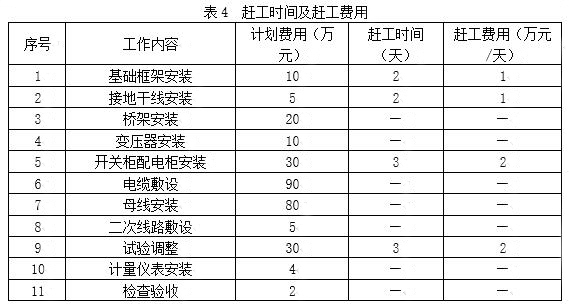 表 4 赶工时间及赶工费用
序号 工作内容 计划费用（万元） 赶工时间（天） 赶工费用（万元/天）
1 基础框架安装 10 2 1
2 接地干线安装 5 2 1
3 桥架安装 20 — —
4 变压器安装 10 — —
5 开关柜配电柜安装 30 3 2
6 电缆敷设 90 — —
7 母线安装 80 — —
8 二次线路敷设 5 — —
9 试验调整 30 3 2
10 计量仪表安装 4 — —
11 检查验收 2 — —